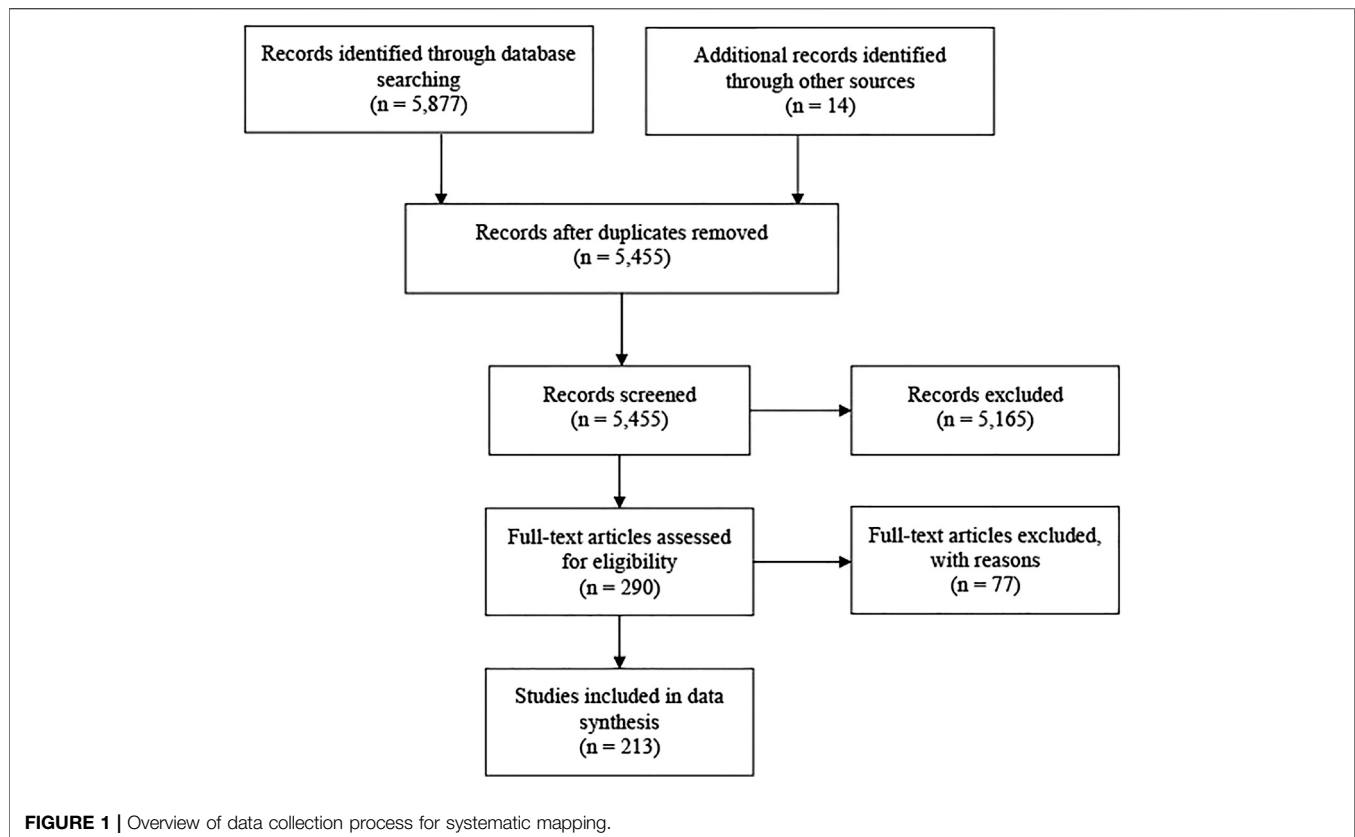 Records identified through database
searching
(n = 5,877)
Additional records identified
through other sources
(n = 14)
Records after duplicates removed
(n = 5,455)
Records screened
(n = 5,455)
Records excluded
(n = 5,165)
Full-text articles assessed
for eligibility
(n = 290)
Full-text articles excluded,
with reasons
(n = 77)
Studies included in data
synthesis
(n = 213)
FIGURE 1 | Overview of data collection process for systematic mapping.